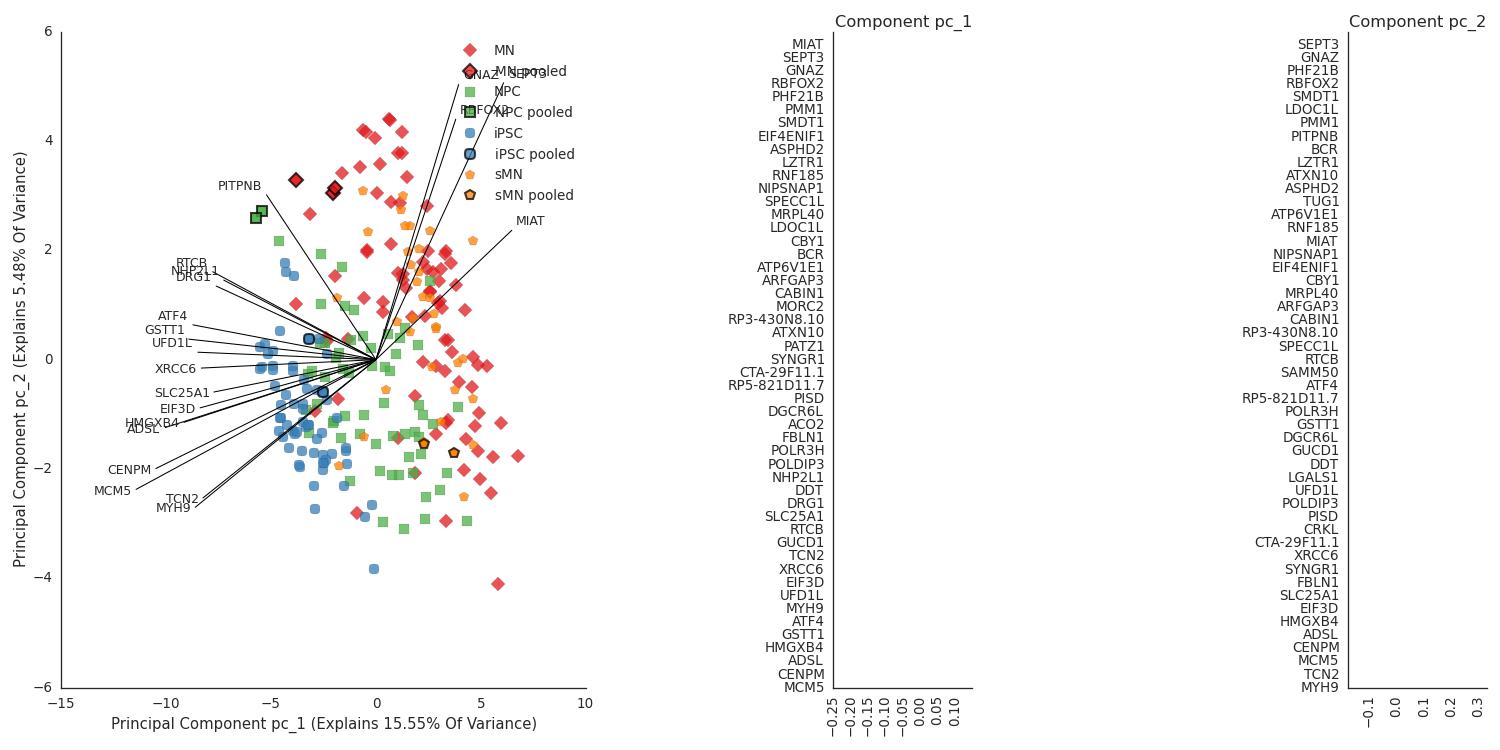 Principal Component pc_2 (Explains 5.48% Of Variance)
6
4
2
0
−2
−4
−6
−15
−10
−5
0
5
10
Principal Component pc_1 (Explains 15.55% Of Variance)
MN
MN pooled
NPC
NPC pooled
iPSC
iPSC pooled
sMN
sMN pooled
GNAZ
SEPT3
RBFOX2
PITPNB
MIAT
RTCB
NHP2L1
DRG1
ATF4
GSTT1
UFD1L
XRCC6
SLC25A1
EIF3D
HMGXB4
ADSL
CENPM
MCM5
TCN2
MYH9
Component pc_1
MIAT
SEPT3
GNAZ
RBFOX2
PHF21B
PMM1
SMDT1
EIF4ENIF1
ASPHD2
LZTR1
RNF185
NIPSNAP1
SPECC1L
MRPL40
LDOC1L
CBY1
BCR
ATP6V1E1
ARFGAP3
CABIN1
MORC2
RP3-430N8.10
ATXN10
PATZ1
SYNGR1
CTA-29F11.1
RP5-821D11.7
PISD
DGCR6L
ACO2
FBLN1
POLR3H
POLDIP3
NHP2L1
DDT
DRG1
SLC25A1
RTCB
GUCD1
TCN2
XRCC6
EIF3D
UFD1L
MYH9
ATF4
GSTT1
HMGXB4
ADSL
CENPM
MCM5
−0.25
−0.20
−0.15
−0.10
−0.05
0.00
0.05
0.10
Component pc_2
SEPT3
GNAZ
PHF21B
RBFOX2
SMDT1
LDOC1L
PMM1
PITPNB
BCR
LZTR1
ATXN10
ASPHD2
TUG1
ATP6V1E1
RNF185
MIAT
NIPSNAP1
EIF4ENIF1
CBY1
MRPL40
ARFGAP3
CABIN1
RP3-430N8.10
SPECC1L
RTCB
SAMM50
ATF4
RP5-821D11.7
POLR3H
GSTT1
DGCR6L
GUCD1
DDT
LGALS1
UFD1L
POLDIP3
PISD
CRKL
CTA-29F11.1
XRCC6
SYNGR1
FBLN1
SLC25A1
EIF3D
HMGXB4
ADSL
CENPM
MCM5
TCN2
MYH9
−0.1
0.0
0.1
0.2
0.3